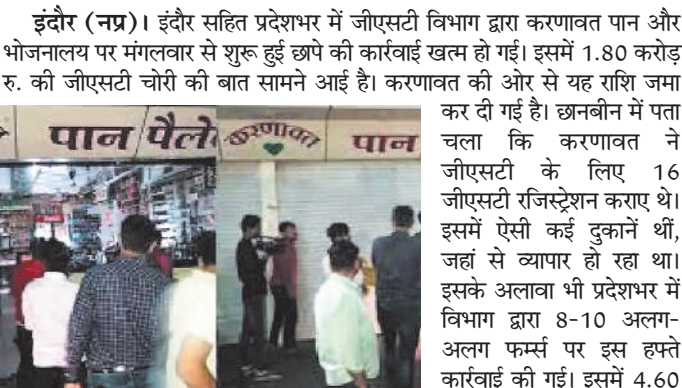 इंदौर (नप्र)। इंदौर सहित प्रदेशभर में जीएसटी विभाग द्वारा करणावत पान और
भोजनालय पर मंगलवार से शुरू हुई छापे की कार्रवाई खत्म हो गई। इसमें 1.80 करोड़
रु. की जीएसटी चोरी की बात सामने आई है। करणावत की ओर से यह राशि जमा
कर दी गई है। छानबीन में पता
चला कि करणावत ने
जीएसटी के लिए 16
जीएसटी रजिस्ट्रेशन कराए थे।
इसमें ऐसी कई दुकानें थीं,
जहां से व्यापार हो रहा था।
इसके अलावा भी प्रदेशभर में
विभाग द्वारा 8-10 अलग-
अलग फर्म्स पर इस हफ्ते
कार्रवाई की गई। इसमें 4.60
पान पैले
करणावत
पान